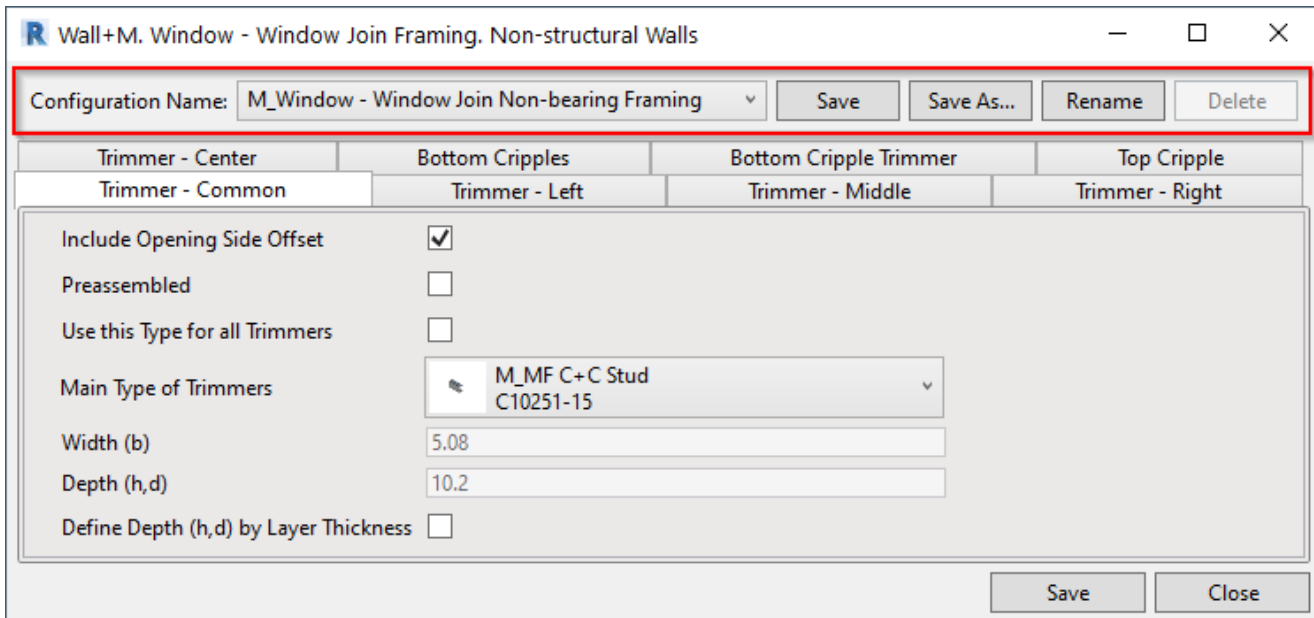 Wall+M. Window - Window Join Framing. Non-structural Walls
Configuration Name: M_Window - Window Join Non-bearing Framing Save Save As... Rename Delete
Trimmer - Center Bottom Cripples Bottom Cripple Trimmer Top Cripple
Trimmer - Common Trimmer - Left Trimmer - Middle Trimmer - Right
Include Opening Side Offset
Preassembled
Use this Type for all Trimmers
Main Type of Trimmers M_MF C+C Stud
C10251-15
Width (b) 5.08
Depth (h,d) 10.2
Define Depth (h,d) by Layer Thickness
Save Close